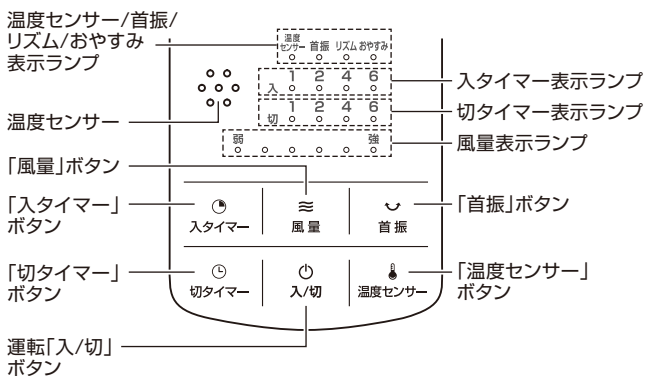 温度センサー/首振/
リズム/おやすみ
表示ランプ
温度センサー
「風量」ボタン
「入タイマー」
ボタン
「切タイマー」
ボタン
運転「入/切」
ボタン
温度
センサー 首振 リズム おやすみ
1 2 4 6
入
1 2 4 6
切
弱 強
入タイマー 風量 首振
切タイマー 入/切 温度センサー
入タイマー表示ランプ
切タイマー表示ランプ
風量表示ランプ
「首振」ボタン
「温度センサー」
ボタン